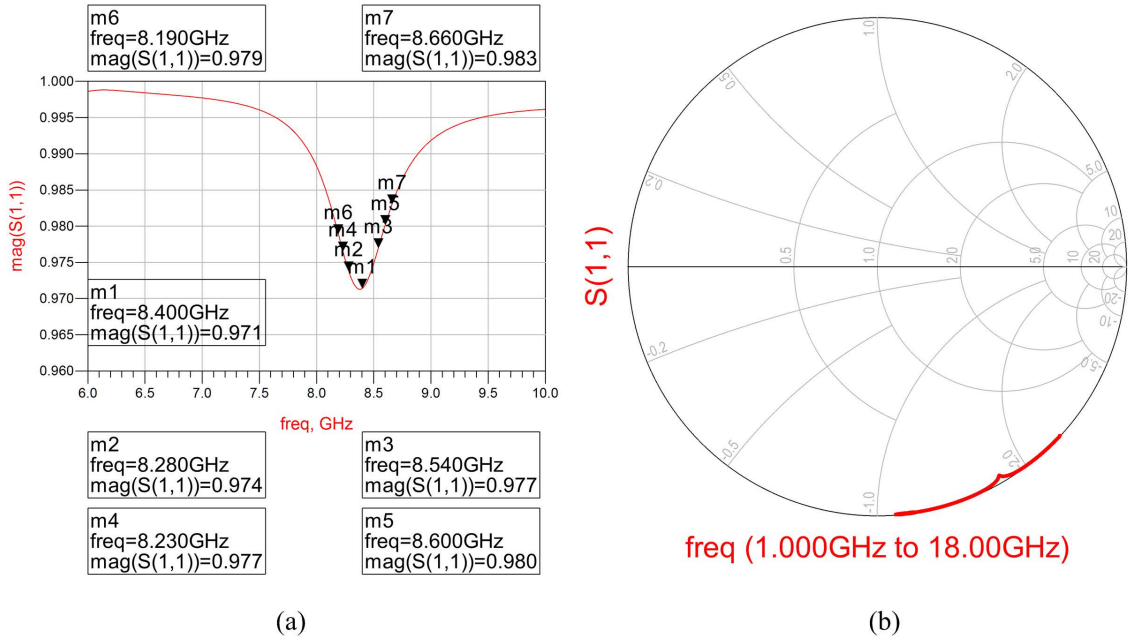 m6
freq=8.190GHz
mag(S(1,1))=0.979
m7
freq=8.660GHz
mag(S(1,1))=0.983
mag(S(1,1))
1.000
0.995
0.990
0.985
0.980
0.975
0.970
0.965
0.960
m7
m6
m5
m4
m3
m2
m1
m1
freq=8.400GHz
mag(S(1,1))=0.971
6.0 6.5 7.0 7.5 8.0 8.5 9.0 9.5 10.0
freq, GHz
m2
freq=8.280GHz
mag(S(1,1))=0.974
m3
freq=8.540GHz
mag(S(1,1))=0.977
m4
freq=8.230GHz
mag(S(1,1))=0.977
m5
freq=8.600GHz
mag(S(1,1))=0.980
(a)
S(1,1)
1.0
2.0
0.5
5.0
0.2
10
20
0.5 1.0 2.0 5.0 10 20
-20
-10
-0.2
-5.0
-0.5
-2.0
-1.0
freq (1.000GHz to 18.00GHz)
(b)